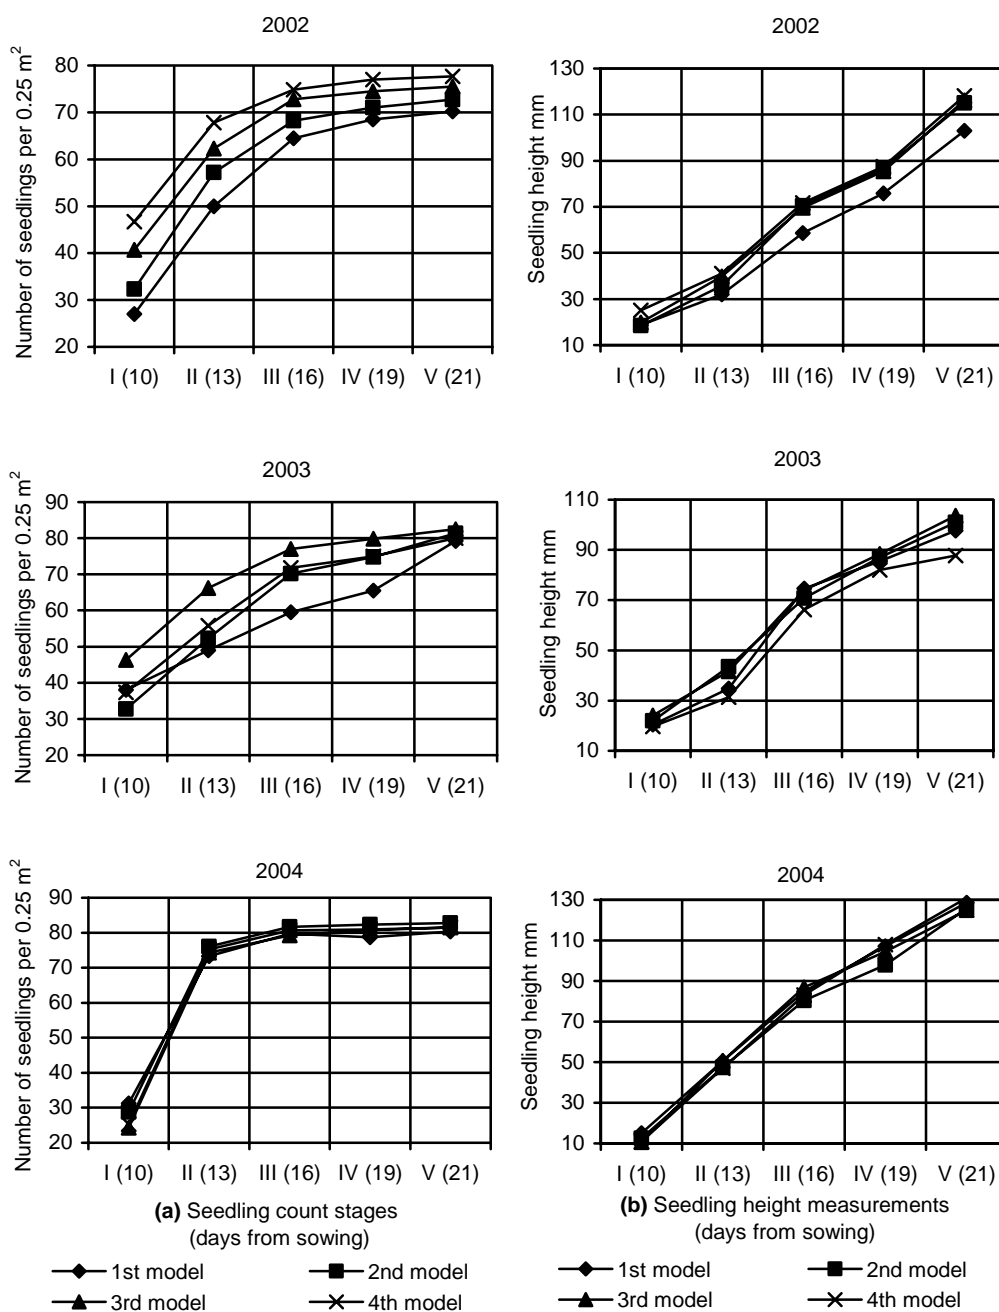 2002
Number of seedlings per 0.25 m²
80
70
60
50
40
30
20
I (10) II (13) III (16) IV (19) V (21)
2002
Seedling height mm
130
110
90
70
50
30
10
I (10) II (13) III (16) IV (19) V (21)
2003
Number of seedlings per 0.25 m²
90
80
70
60
50
40
30
20
I (10) II (13) III (16) IV (19) V (21)
2003
Seedling height mm
110
90
70
50
30
10
I (10) II (13) III (16) IV (19) V (21)
2004
Number of seedlings per 0.25 m²
90
80
70
60
50
40
30
20
I (10) II (13) III (16) IV (19) V (21)
(a) Seedling count stages
(days from sowing)
1st model 2nd model
3rd model 4th model
2004
Seedling height mm
130
110
90
70
50
30
10
I (10) II (13) III (16) IV (19) V (21)
(b) Seedling height measurements
(days from sowing)
1st model 2nd model
3rd model 4th model